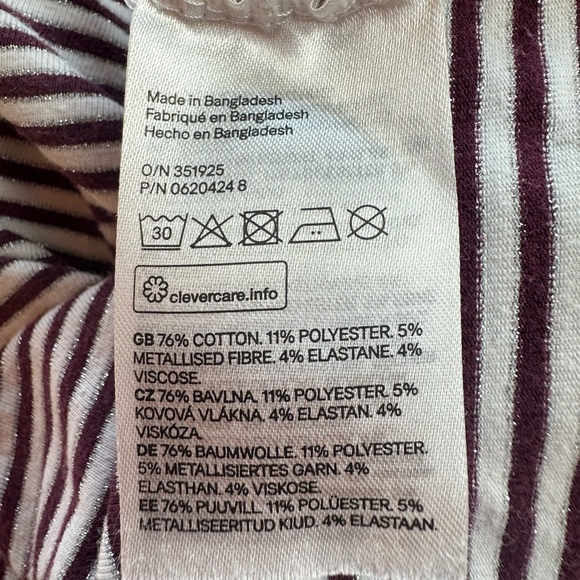 Made in Bangladesh
Fabriqué en Bangladesh
Hecho en Bangladesh
O/N 351925
P/N 0620424 8
30
clevercare.info
GB 76% COTTON. 11% POLYESTER. 5%
METALLISED FIBRE. 4% ELASTANE. 4%
VISCOSE.
CZ 76% BAVLNA. 11% POLYESTER. 5%
KOVOVÁ VLÁKNA. 4% ELASTAN. 4%
VISKÓZA.
DE 76% BAUMWOLLE. 11% POLYESTER.
5% METALLISIERTES GARN. 4%
ELASTHAN. 4% VISKOSE.
EE 76% PUUVILL. 11% POLÜESTER. 5%
METALLISEERITUD KIUD. 4% ELASTAAN.